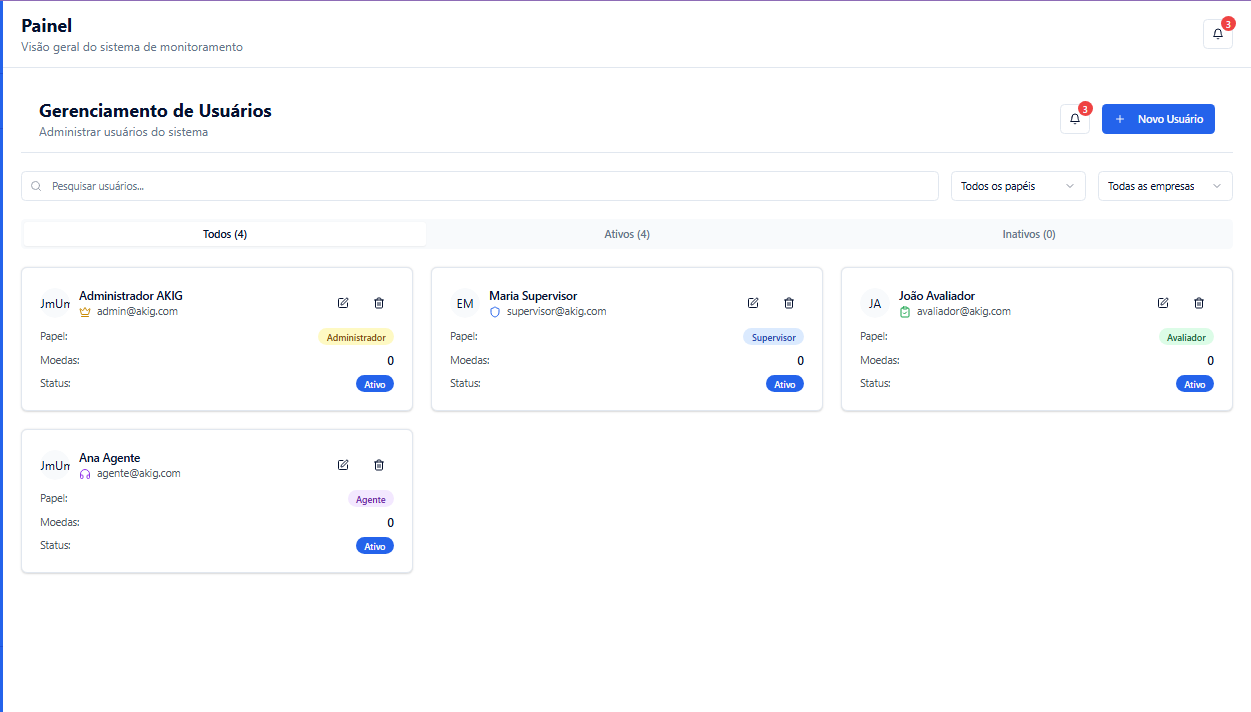 Painel
Visão geral do sistema de monitoramento
3
Gerenciamento de Usuários
Administrar usuários do sistema
3
+ Novo Usuário
Pesquisar usuários...
Todos os papéis
Todas as empresas
Todos (4)
Ativos (4)
Inativos (0)
JmUm
Administrador AKIG
admin@akig.com
Papel:
Administrador
Moedas:
0
Status:
Ativo
EM
Maria Supervisor
supervisor@akig.com
Papel:
Supervisor
Moedas:
0
Status:
Ativo
JA
João Avaliador
avaliador@akig.com
Papel:
Avaliador
Moedas:
0
Status:
Ativo
JmUm
Ana Agente
agente@akig.com
Papel:
Agente
Moedas:
0
Status:
Ativo